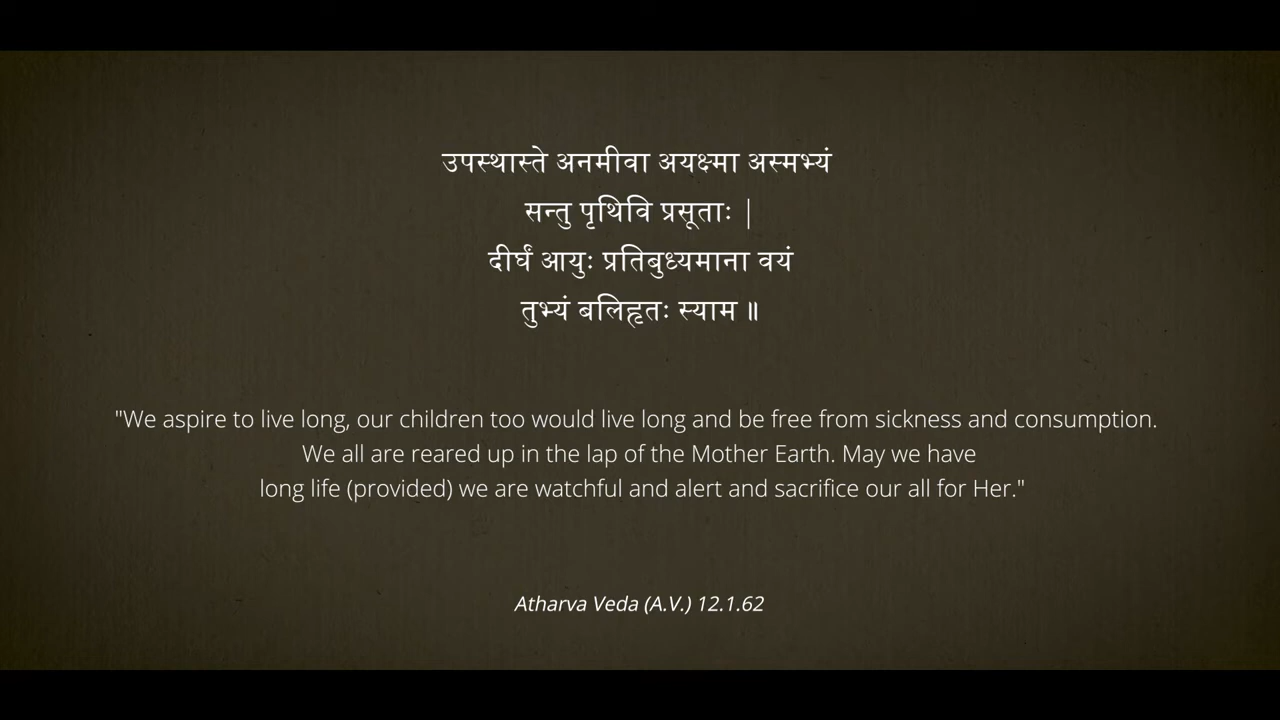 उपस्थास्ते अनमीवा अयक्ष्मा अस्मभ्यं
सन्तु पृथिवि प्रसूताः |
दीर्घं आयुः प्रतिबुध्यमाना वयं
तुभ्यं बलिहृतः स्याम ॥
"We aspire to live long, our children too would live long and be free from sickness and consumption.
We all are reared up in the lap of the Mother Earth. May we have
long life (provided) we are watchful and alert and sacrifice our all for Her."
Atharva Veda (A.V.) 12.1.62